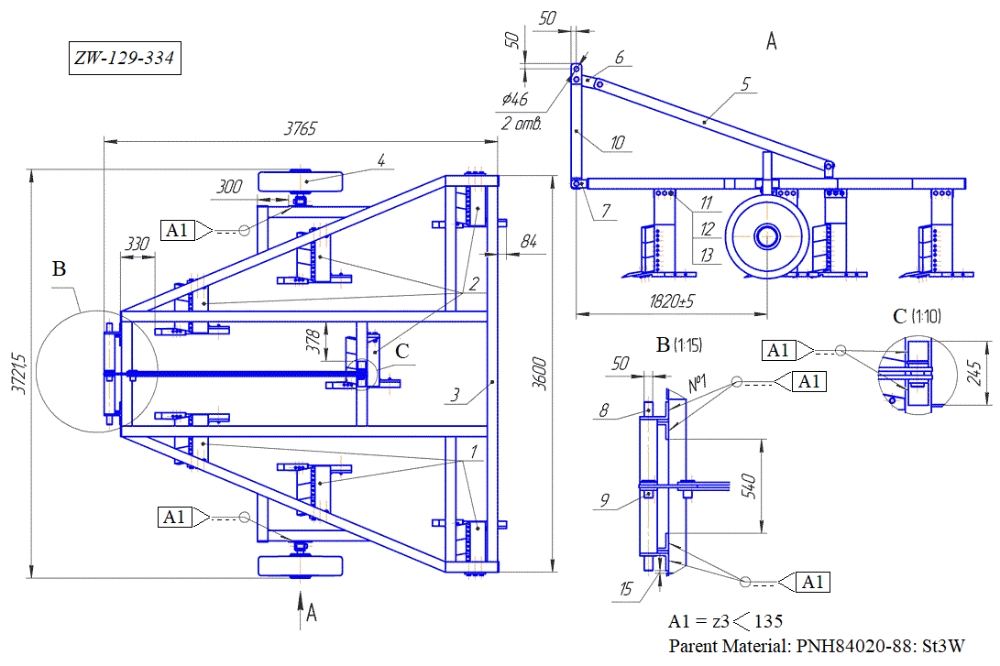 ZW-129-334
50
50
6
A
5
⌀46
2 отв.
10
3765
4
300
7
11
12
13
A1
84
330
B
2
1820±5
378
C
C (1:10)
B (1:15)
A1
245
3721,5
3600
50
№1
A1
3
8
1
540
9
A1
15
A1
A
A1 = z3 < 135
Parent Material: PNH84020-88: St3W